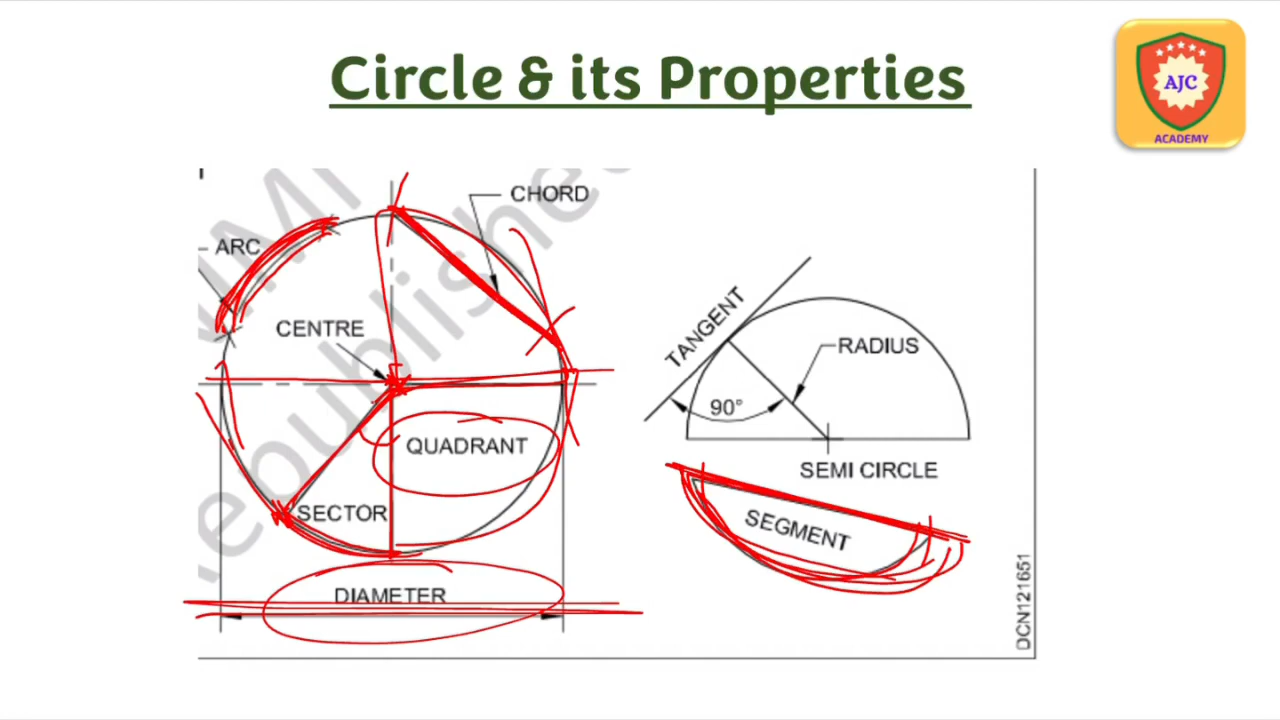 Circle & its Properties
AJC
ACADEMY
CHORD
ARC
CENTRE
QUADRANT
SECTOR
DIAMETER
TANGENT
RADIUS
90°
SEMI CIRCLE
SEGMENT
DCN121651